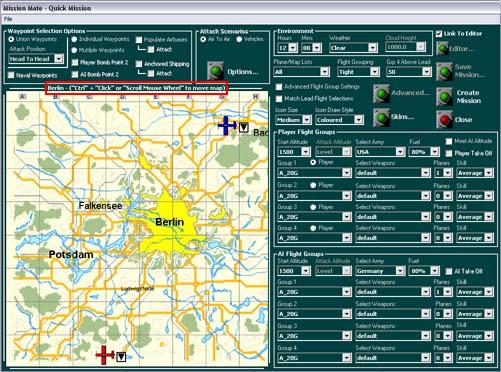 Mission Mate - Quick Mission
File
Waypoint Selection Options
Union Waypoints
Individual Waypoints
Populate Airbases
Attack Position
Mutliple Waypoints
Attach
Head To Head
Player Bomb Point 2
Anchored Shipping
Naval Waypoints
AI Bomb Point 2
Attach
Attack Scenarios
Air To Air
Vehicles
Options...
Berlin - ("Ctrl" + "Click" or "Scroll Mouse Wheel" to move map)
D E F G H
Falkensee
Berlin
Potsdam
Ludwigsfelde
Environment
Hours Mins Weather Cloud Height
12 00 Clear 1000.0
Plane/Map Lists Flight Grouping Grp 4 Above Lead
All Tight 50
Advanced Flight Group Settings
Match Lead Flight Selections
Advanced...
Icon Size Icon Draw Style
Medium Coloured
Skins...
Link To Editor
Editor...
Save Mission...
Create Mission
Close
Player Flight Groups
Start Altitude Attack Altitude Select Army Fuel
1500 Level USA 80%
Meet AI Altitude
Player Take Off
Group 1 Player Select Weapons Planes Skill
A_20G default 1 Average
Group 2 Player Select Weapons Planes Skill
A_20G default 0 Average
Group 3 Player Select Weapons Planes Skill
A_20G default 0 Average
Group 4 Player Select Weapons Planes Skill
A_20G default 0 Average
AI Flight Groups
Start Altitude Attack Altitude Select Army Fuel
1500 Level Germany 80%
AI Take Off
Group 1 Select Weapons Planes Skill
A_20G default 1 Average
Group 2 Select Weapons Planes Skill
A_20G default 0 Average
Group 3 Select Weapons Planes Skill
A_20G default 0 Average
Group 4 Select Weapons Planes Skill
A_20G default 0 Average